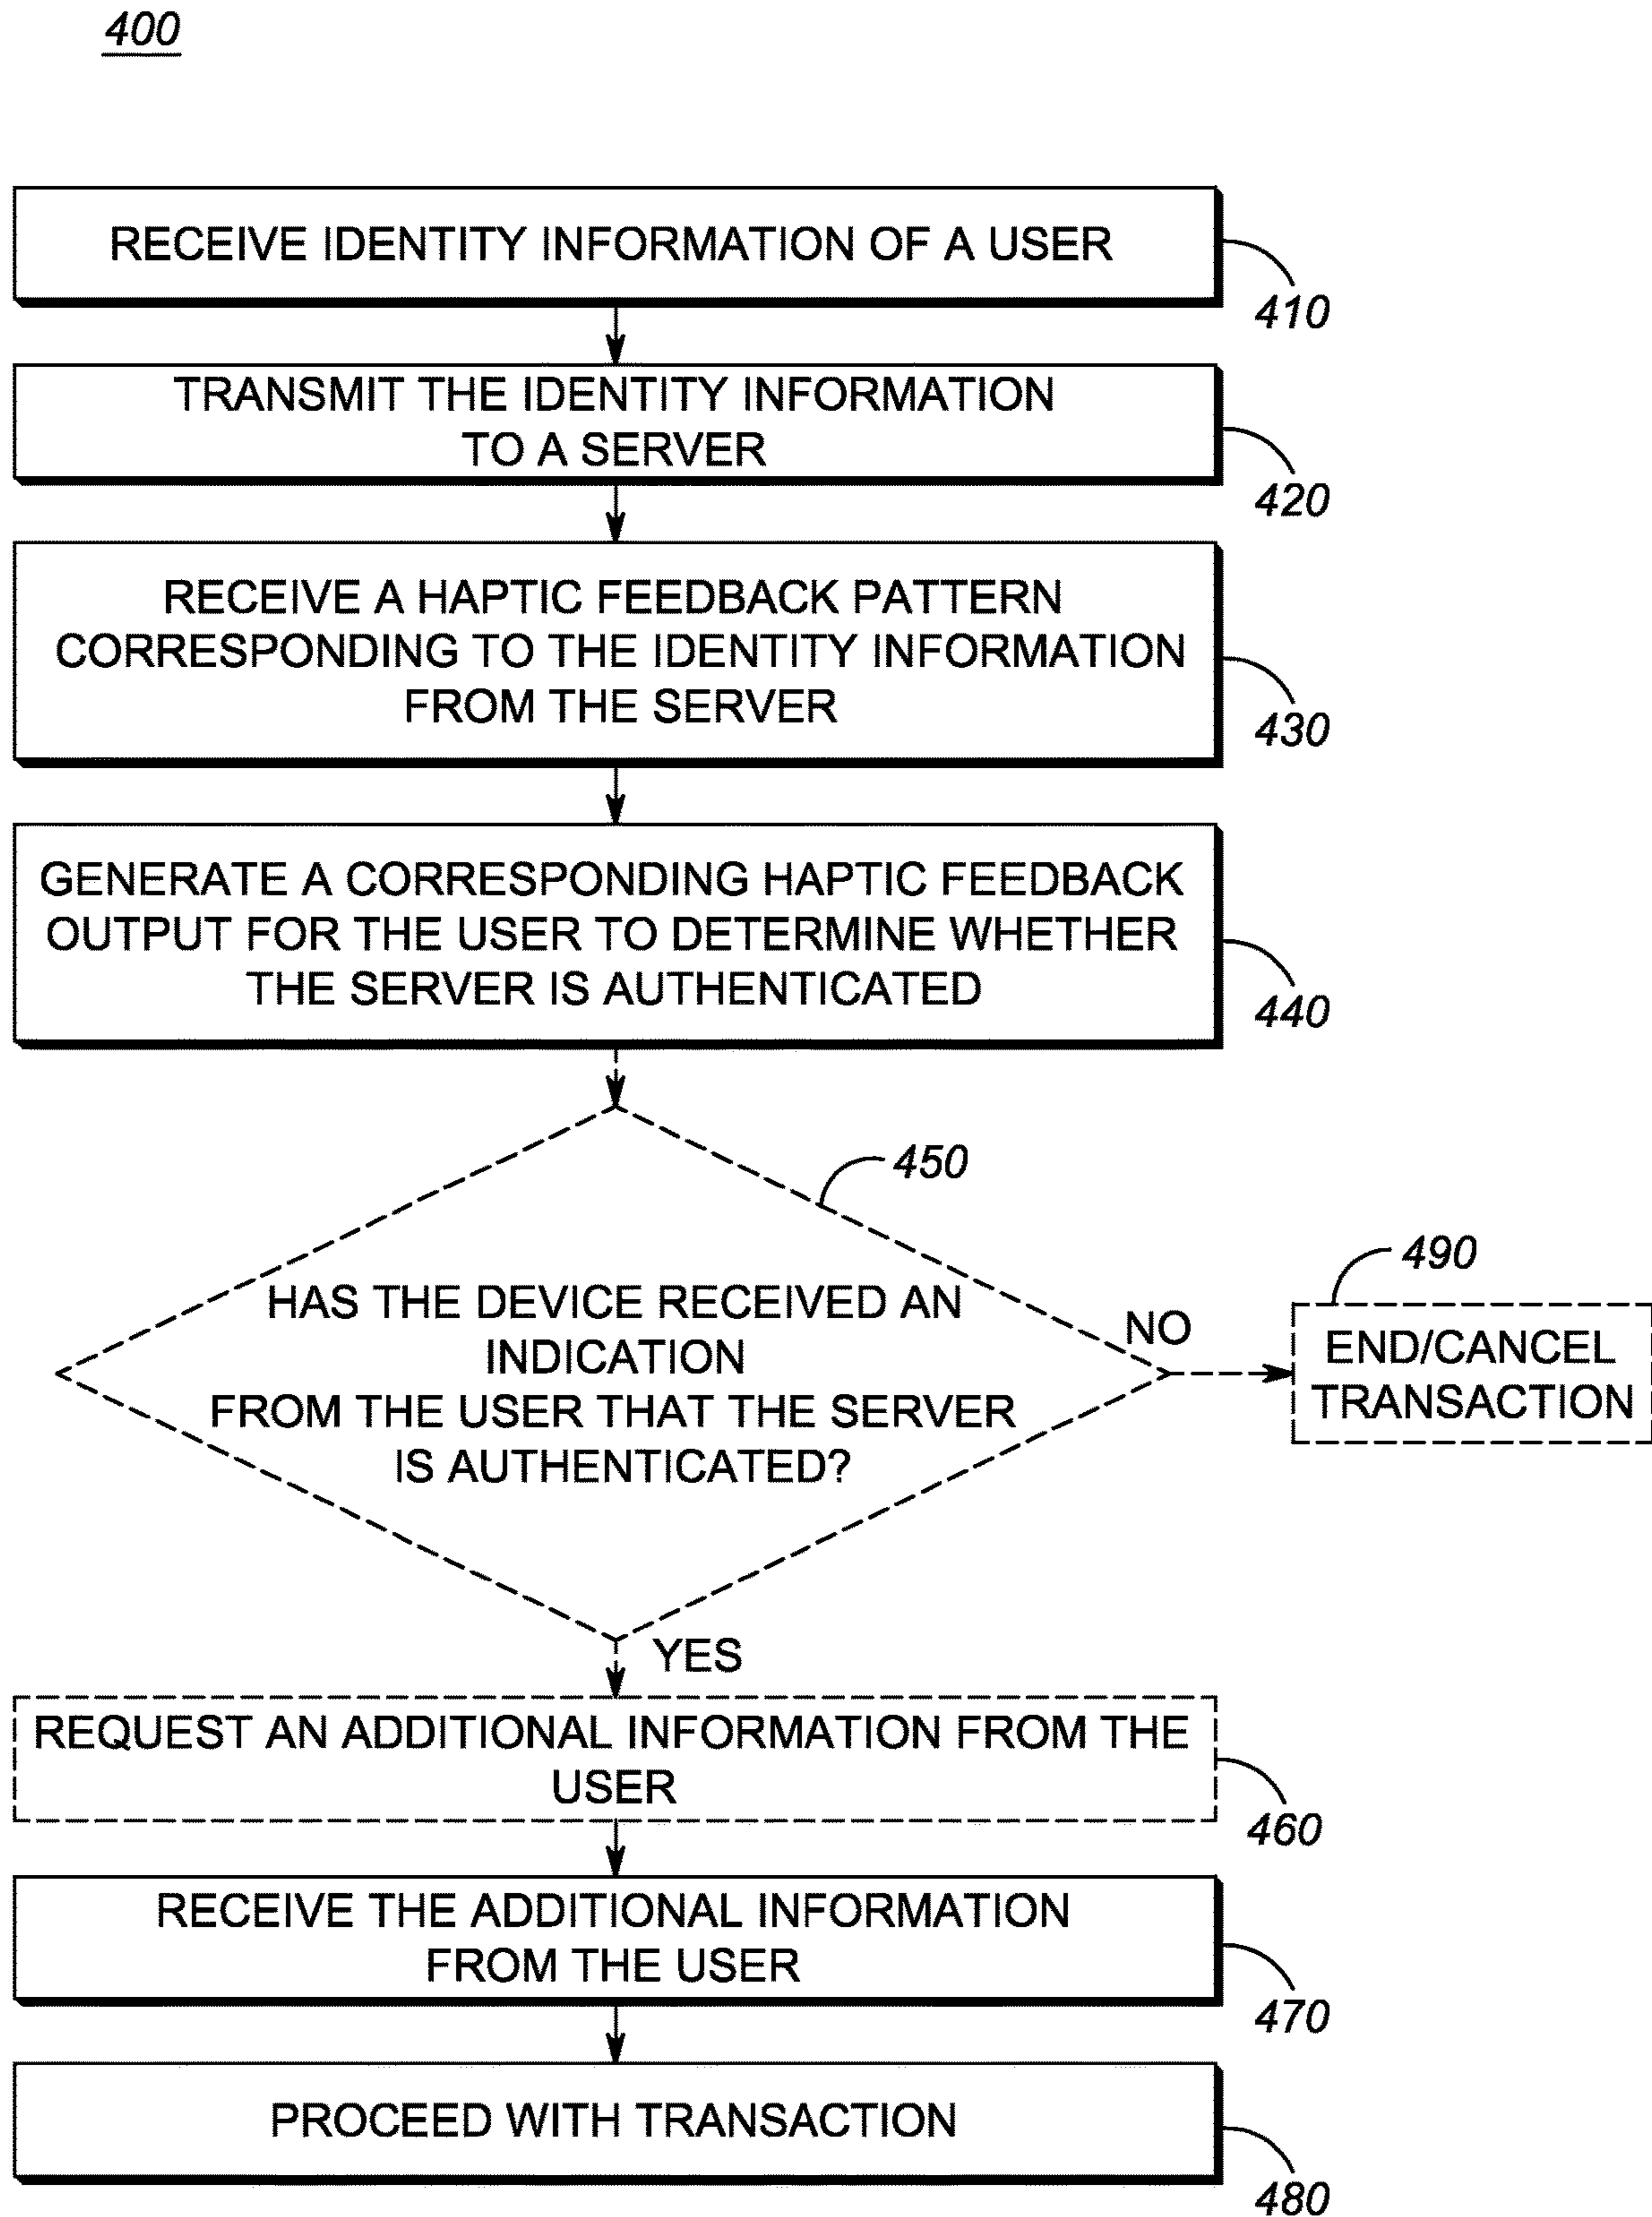 400
RECEIVE IDENTITY INFORMATION OF A USER
410
TRANSMIT THE IDENTITY INFORMATION
TO A SERVER
420
RECEIVE A HAPTIC FEEDBACK PATTERN
CORRESPONDING TO THE IDENTITY INFORMATION
FROM THE SERVER
430
GENERATE A CORRESPONDING HAPTIC FEEDBACK
OUTPUT FOR THE USER TO DETERMINE WHETHER
THE SERVER IS AUTHENTICATED
440
450
HAS THE DEVICE RECEIVED AN
INDICATION
FROM THE USER THAT THE SERVER
IS AUTHENTICATED?
NO
490
END/CANCEL
TRANSACTION
YES
REQUEST AN ADDITIONAL INFORMATION FROM THE
USER
460
RECEIVE THE ADDITIONAL INFORMATION
FROM THE USER
470
PROCEED WITH TRANSACTION
480